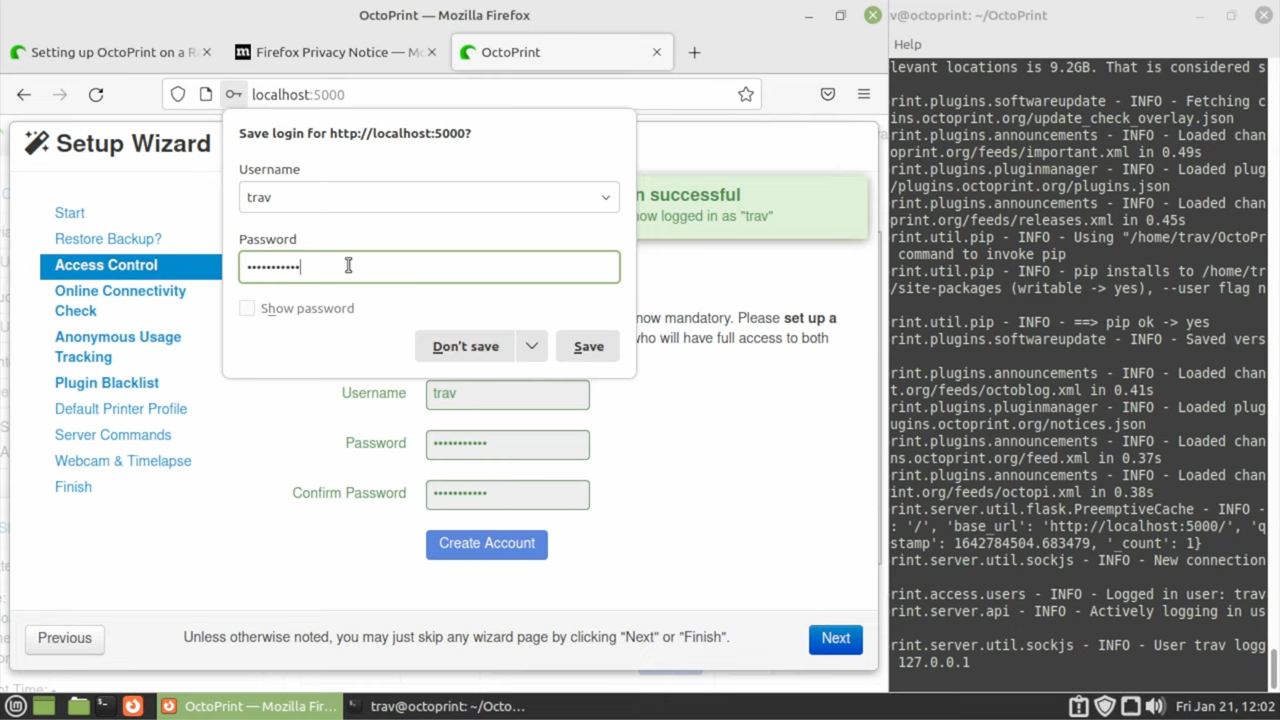 OctoPrint — Mozilla Firefox
Setting up OctoPrint on a R
Firefox Privacy Notice — Mo
OctoPrint
localhost:5000
Save login for http://localhost:5000?
Username
trav
Password
•••••••••••
Show password
Don't save
Save
Setup Wizard
Start
Restore Backup?
Access Control
Online Connectivity
Check
Anonymous Usage
Tracking
Plugin Blacklist
Default Printer Profile
Server Commands
Webcam & Timelapse
Finish
n successful
now logged in as "trav"
now mandatory. Please set up a
who will have full access to both
Username
trav
Password
•••••••••••
Confirm Password
•••••••••••
Create Account
Previous
Unless otherwise noted, you may just skip any wizard page by clicking "Next" or "Finish".
Next
v@octoprint: ~/OctoPrint
Help
levant locations is 9.2GB. That is considered s
rint.plugins.softwareupdate - INFO - Fetching c
ins.octoprint.org/update_check_overlay.json
rint.plugins.announcements - INFO - Loaded chan
oprint.org/feeds/important.xml in 0.49s
rint.plugins.pluginmanager - INFO - Loaded plug
/plugins.octoprint.org/plugins.json
rint.plugins.announcements - INFO - Loaded chan
print.org/feeds/releases.xml in 0.45s
rint.util.pip - INFO - Using "/home/trav/OctoPr
command to invoke pip
rint.util.pip - INFO - pip installs to /home/tr
/site-packages (writable -> yes), --user flag n
rint.util.pip - INFO - ==> pip ok -> yes
rint.plugins.softwareupdate - INFO - Saved vers
rint.plugins.announcements - INFO - Loaded chan
t.org/feeds/octoblog.xml in 0.41s
rint.plugins.pluginmanager - INFO - Loaded plug
ugins.octoprint.org/notices.json
rint.plugins.announcements - INFO - Loaded chan
ns.octoprint.org/feed.xml in 0.37s
rint.plugins.announcements - INFO - Loaded chan
int.org/feeds/octopi.xml in 0.38s
rint.server.util.flask.PreemptiveCache - INFO -
: '/', 'base_url': 'http://localhost:5000/', 'q
stamp': 1642784504.683479, '_count': 1}
rint.server.util.sockjs - INFO - New connection
rint.access.users - INFO - Logged in user: trav
rint.server.api - INFO - Actively logging in us
rint.server.util.sockjs - INFO - User trav logg
127.0.0.1
OctoPrint — Mozilla Fir...
trav@octoprint: ~/Octo...
Fri Jan 21, 12:02